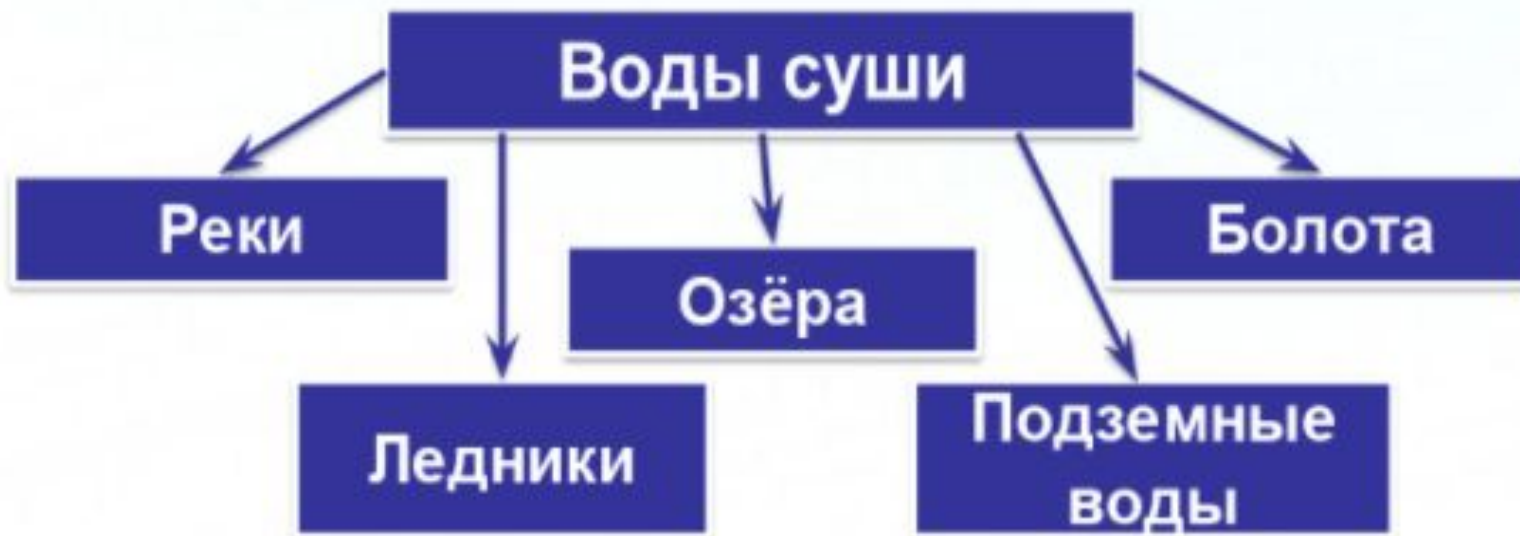 Воды суши
Реки
Болота
Озёра
Ледники
Подземные
воды